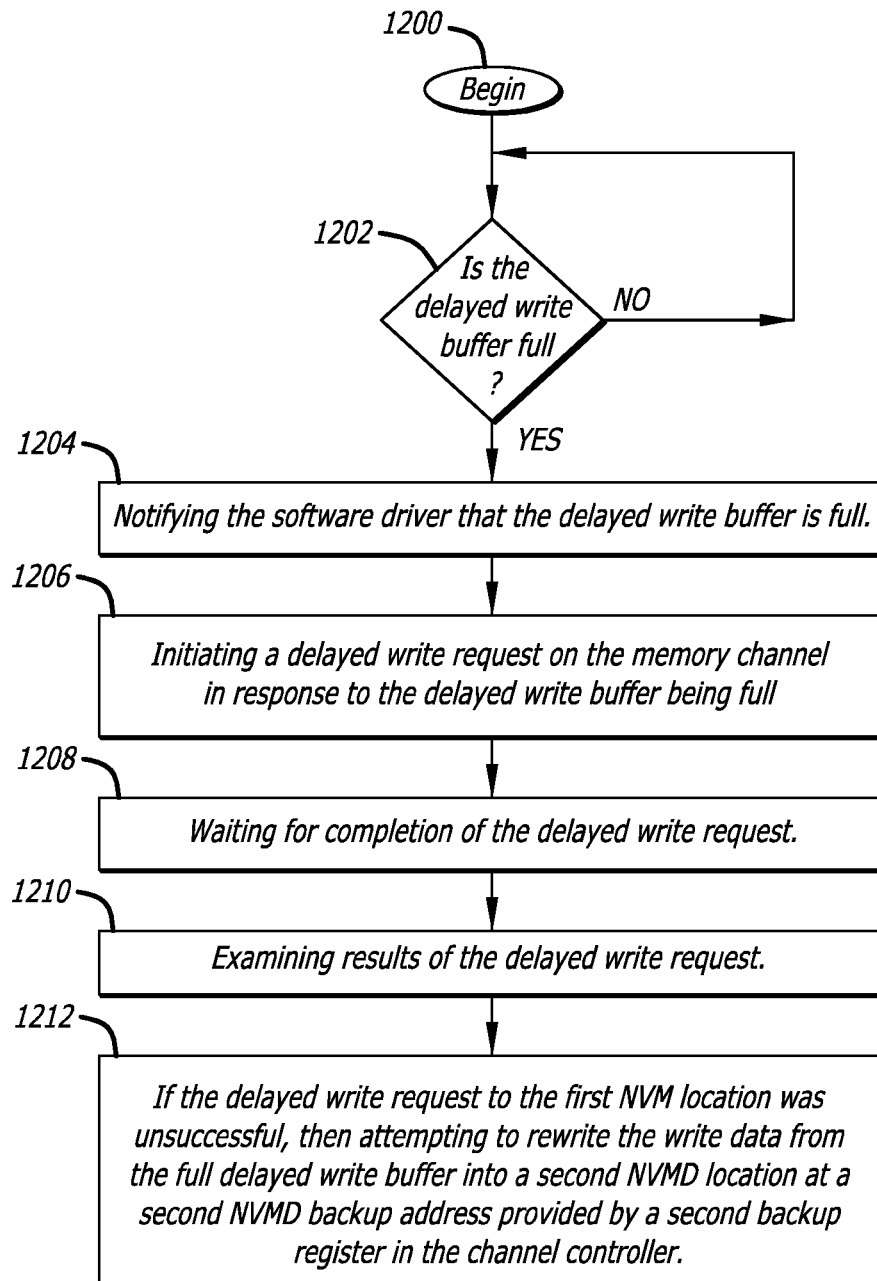 1200
Begin
1202
Is the
delayed write
buffer full
?
NO
YES
1204
Notifying the software driver that the delayed write buffer is full.
1206
Initiating a delayed write request on the memory channel
in response to the delayed write buffer being full
1208
Waiting for completion of the delayed write request.
1210
Examining results of the delayed write request.
1212
If the delayed write request to the first NVM location was
unsuccessful, then attempting to rewrite the write data from
the full delayed write buffer into a second NVMD location at a
second NVMD backup address provided by a second backup
register in the channel controller.